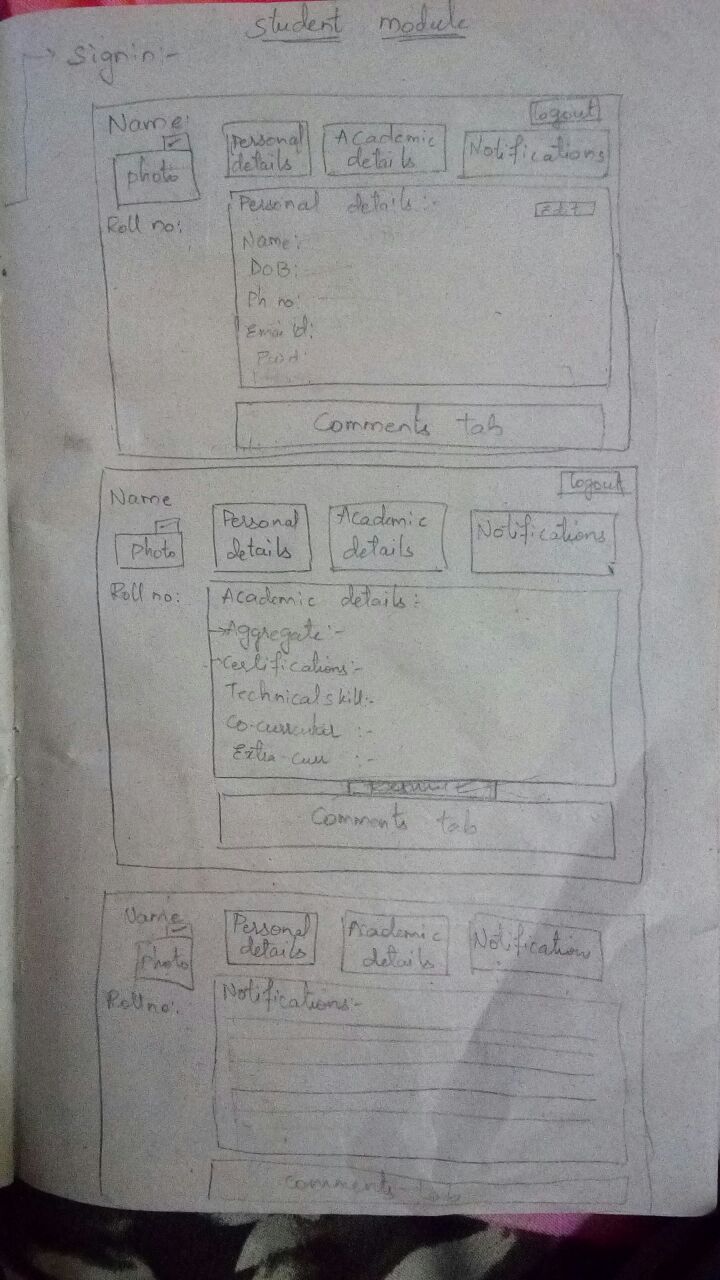 Student module
Signin:-
logout
Name:
Personal details
Academic details
Notifications
photo
Roll no:
Personal details:-
Edit
Name:
DOB:
Ph no:
Email id:
Comments tab
logout
Name
Personal details
Academic details
Notifications
photo
Roll no:
Academic details:
→Aggregate:-
Certifications:-
Technical skill:-
Co-curricular :-
Extra-curr :-
Comments tab
Name
Personal details
Academic details
Notification
photo
Roll no:
Notifications:-
Comments tab